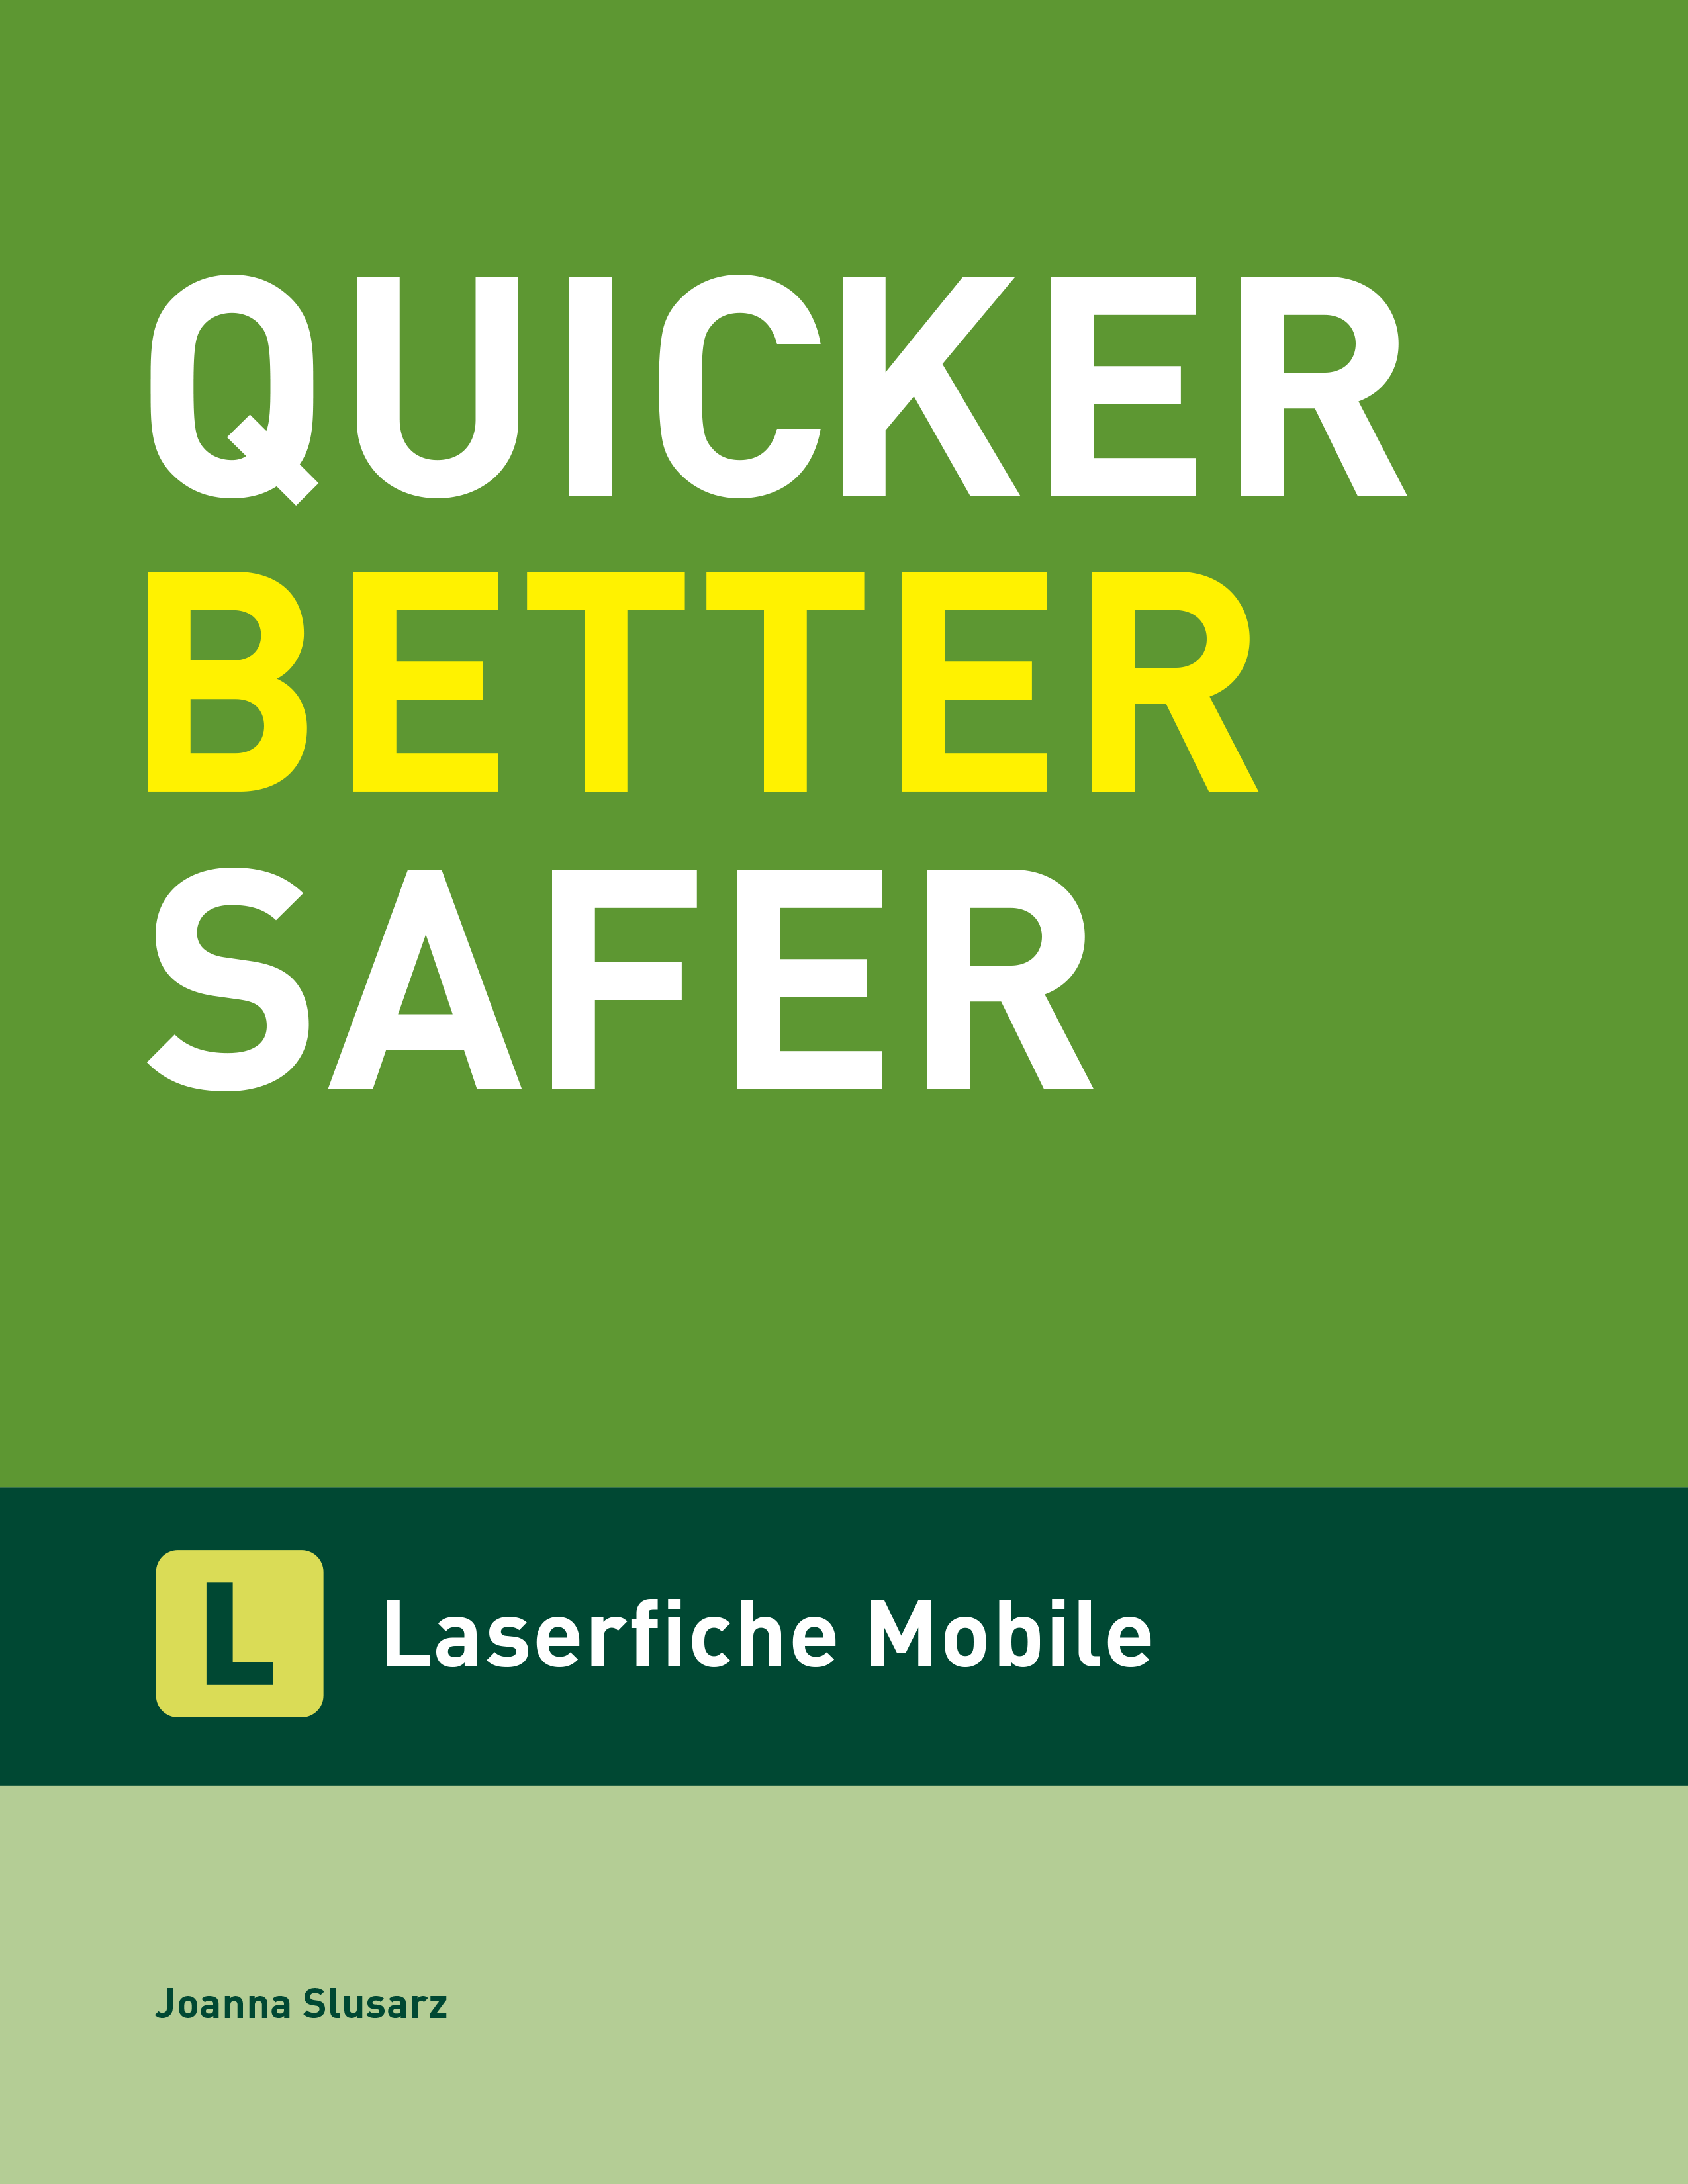 QUICKER
BETTER
SAFER
L Laserfiche Mobile
Joanna Slusarz